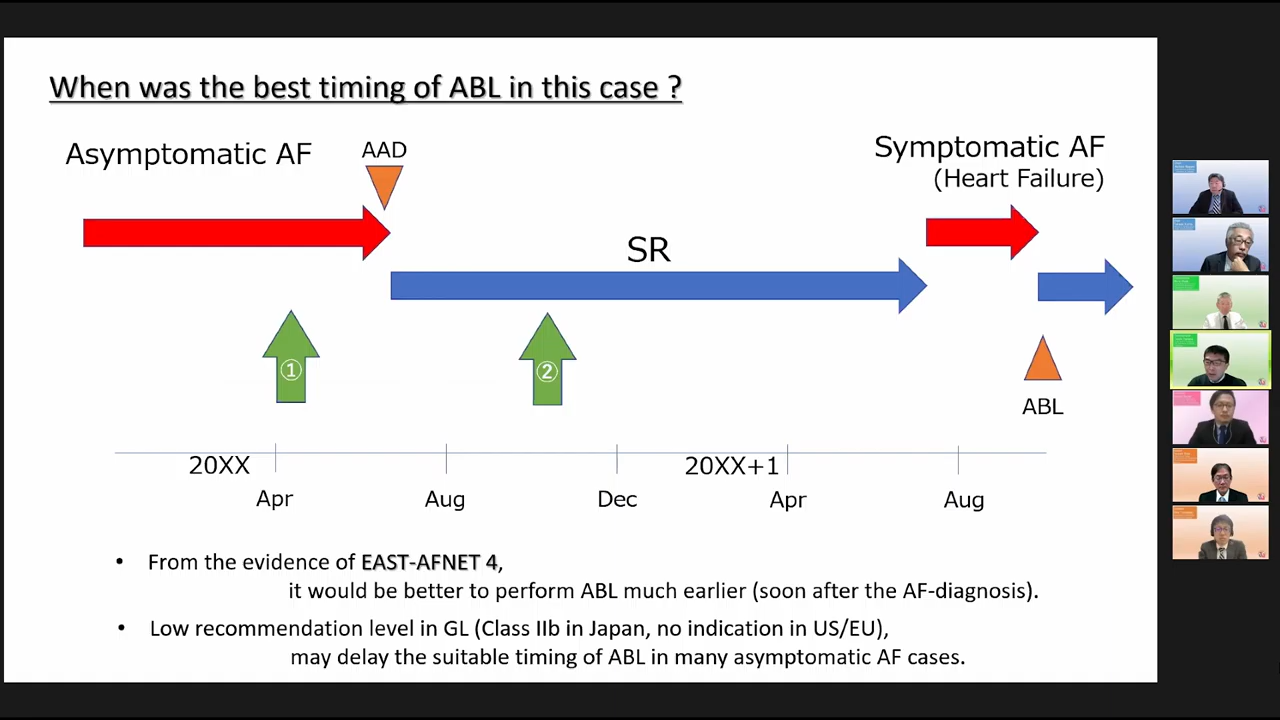 When was the best timing of ABL in this case ?
Asymptomatic AF
AAD
Symptomatic AF
(Heart Failure)
SR
①
②
ABL
20XX
20XX+1
Apr
Aug
Dec
Apr
Aug
• From the evidence of EAST-AFNET 4,
it would be better to perform ABL much earlier (soon after the AF-diagnosis).
• Low recommendation level in GL (Class IIb in Japan, no indication in US/EU),
may delay the suitable timing of ABL in many asymptomatic AF cases.